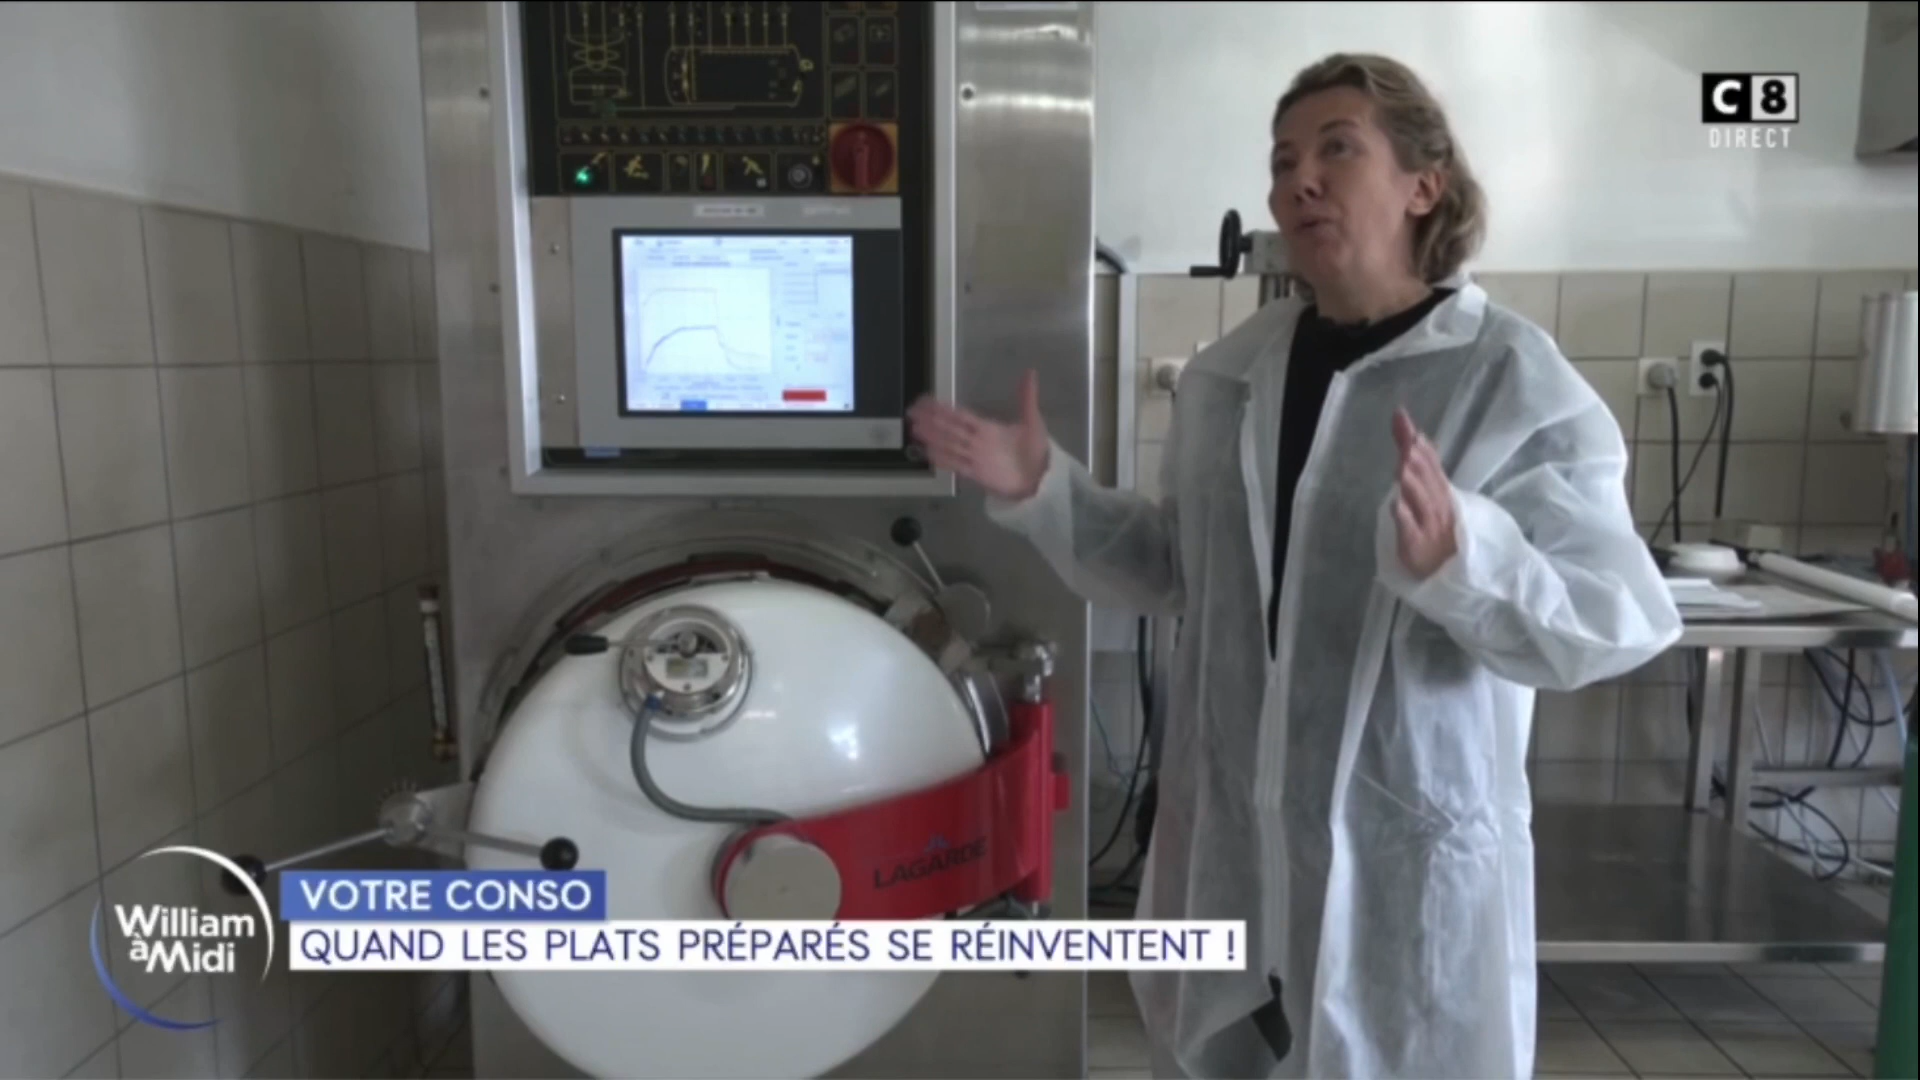 C8
DIRECT
LAGARDE
VOTRE CONSO
William
à Midi
QUAND LES PLATS PRÉPARÉS SE RÉINVENTENT !